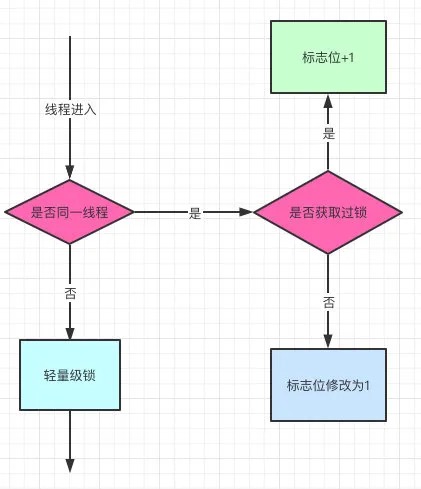 标志位+1
线程进入
是
是否同一线程
是
是否获取过锁
否
否
轻量级锁
标志位修改为1